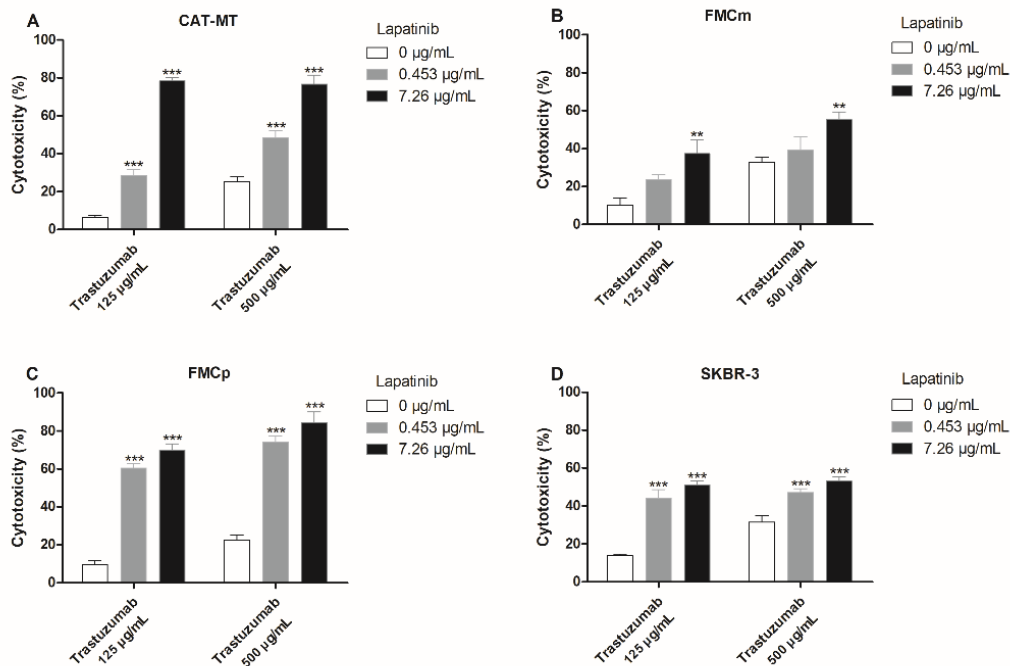 A
CAT-MT
Lapatinib
0 µg/mL
0.453 µg/mL
7.26 µg/mL
Cytotoxicity (%)
100
80
60
40
20
0
***
***
***
***
Trastuzumab
125 µg/mL
Trastuzumab
500 µg/mL
B
FMCm
Lapatinib
0 µg/mL
0.453 µg/mL
7.26 µg/mL
Cytotoxicity (%)
100
80
60
40
20
0
**
**
Trastuzumab
125 µg/mL
Trastuzumab
500 µg/mL
C
FMCp
Lapatinib
0 µg/mL
0.453 µg/mL
7.26 µg/mL
Cytotoxicity (%)
100
80
60
40
20
0
***
***
***
***
Trastuzumab
125 µg/mL
Trastuzumab
500 µg/mL
D
SKBR-3
Lapatinib
0 µg/mL
0.453 µg/mL
7.26 µg/mL
Cytotoxicity (%)
100
80
60
40
20
0
***
***
***
***
Trastuzumab
125 µg/mL
Trastuzumab
500 µg/mL